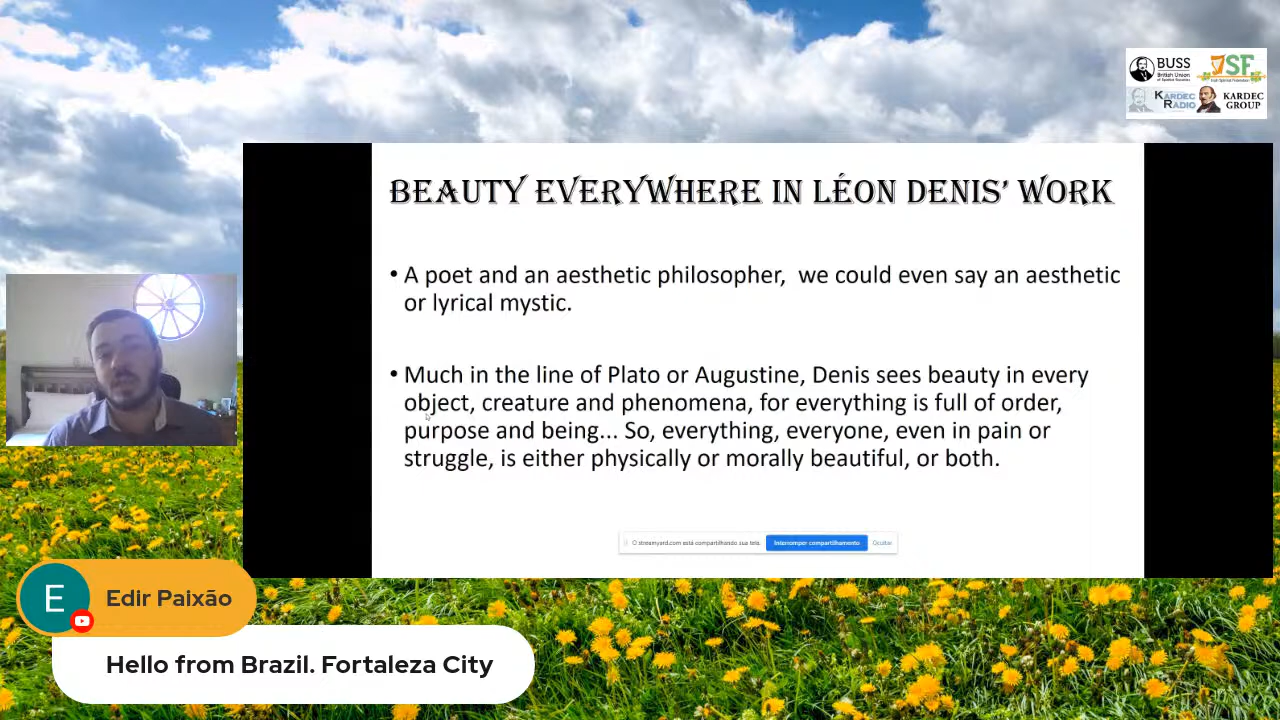 BUSS
British Union
of Spiritist Societies
ISF
KARDEC
RADIO
KARDEC
GROUP
BEAUTY EVERYWHERE IN LÉON DENIS' WORK
• A poet and an aesthetic philosopher, we could even say an aesthetic
or lyrical mystic.
• Much in the line of Plato or Augustine, Denis sees beauty in every
object, creature and phenomena, for everything is full of order,
purpose and being... So, everything, everyone, even in pain or
struggle, is either physically or morally beautiful, or both.
O streamyard.com está compartilhando sua tela.
Interromper compartilhamento
Ocultar
E
Edir Paixão
Hello from Brazil. Fortaleza City